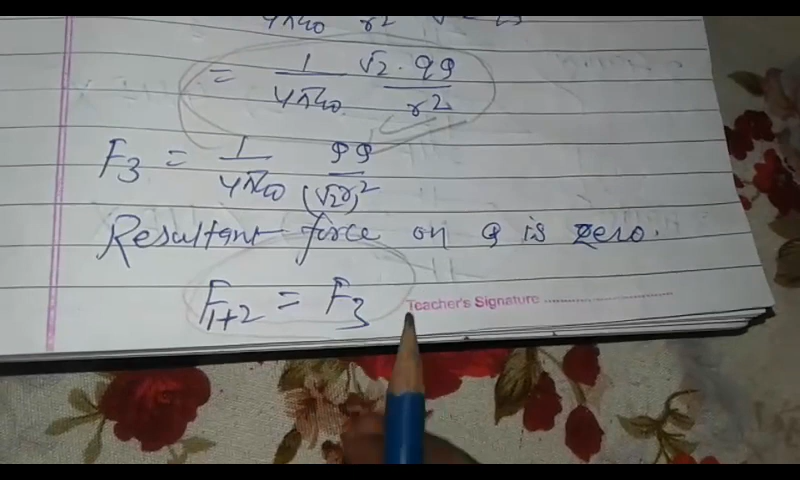 = 1/4πε₀ √2 · qQ/r²
F₃ = 1/4πε₀ QQ/(√2r)²
Resultant force on Q is zero.
F₁₊₂ = F₃
Teacher's Signature